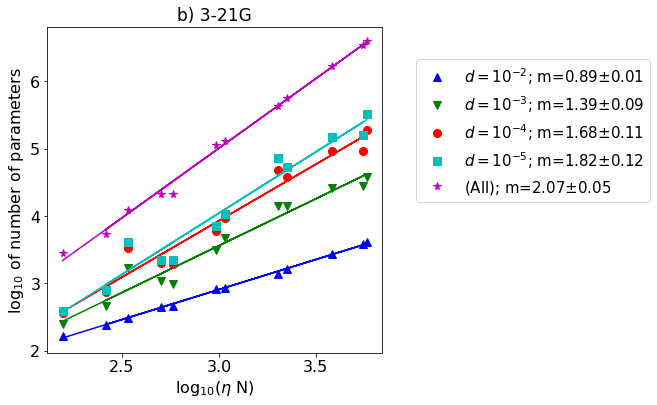 b) 3-21G
log₁₀ of number of parameters
6
5
4
3
2
2.5 3.0 3.5
log₁₀(η N)
d = 10⁻²; m=0.89±0.01
d = 10⁻³; m=1.39±0.09
d = 10⁻⁴; m=1.68±0.11
d = 10⁻⁵; m=1.82±0.12
(All); m=2.07±0.05